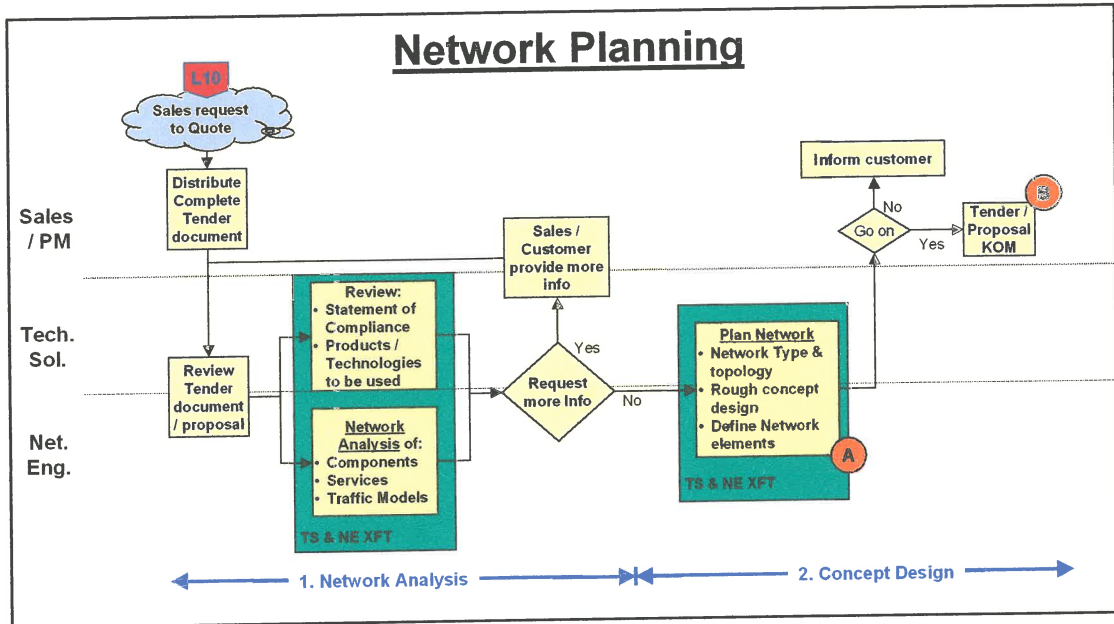 Network Planning
L10
Sales request
to Quote
Distribute
Complete
Tender
document
Sales
/ PM
Tech.
Sol.
Net.
Eng.
Review
Tender
document
/ proposal
Review:
• Statement of
Compliance
• Products /
Technologies
to be used
Network
Analysis of:
• Components
• Services
• Traffic Models
TS & NE XFT
Sales /
Customer
provide more
info
Yes
Request
more Info
No
Plan Network
• Network Type &
topology
• Rough concept
design
• Define Network
elements
A
TS & NE XFT
Inform customer
No
Go on
Yes
Tender /
Proposal
KOM
B
1. Network Analysis
2. Concept Design